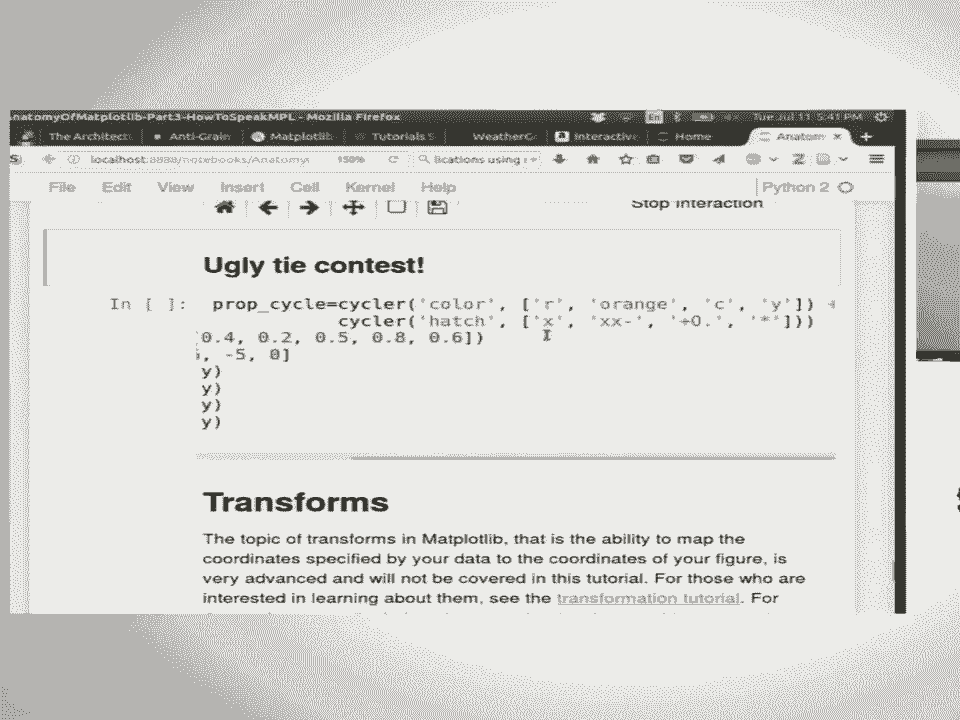 AnatomyOfMatplotlib-Part3-HowToSpeakMPL - Mozilla Firefox En Tue Jul 11 5:41 PM
The Architect Anti-Grain Matplotlib Tutorials WeatherG Interactive Home Anatom
localhost:8888/notebooks/Anatomy 150% lications using
File Edit View Insert Cell Kernel Help Python 2
Stop Interaction
Ugly tie contest!
In [ ]: prop_cycle=cycler('color', ['r', 'orange', 'c', 'y']) +
cycler('hatch', ['x', 'xx-', '+O.', '*']))
0.4, 0.2, 0.5, 0.8, 0.6])
, -5, 0]
y)
y)
y)
y)
Transforms
The topic of transforms in Matplotlib, that is the ability to map the
coordinates specified by your data to the coordinates of your figure, is
very advanced and will not be covered in this tutorial. For those who are
interested in learning about them, see the transformation tutorial. For